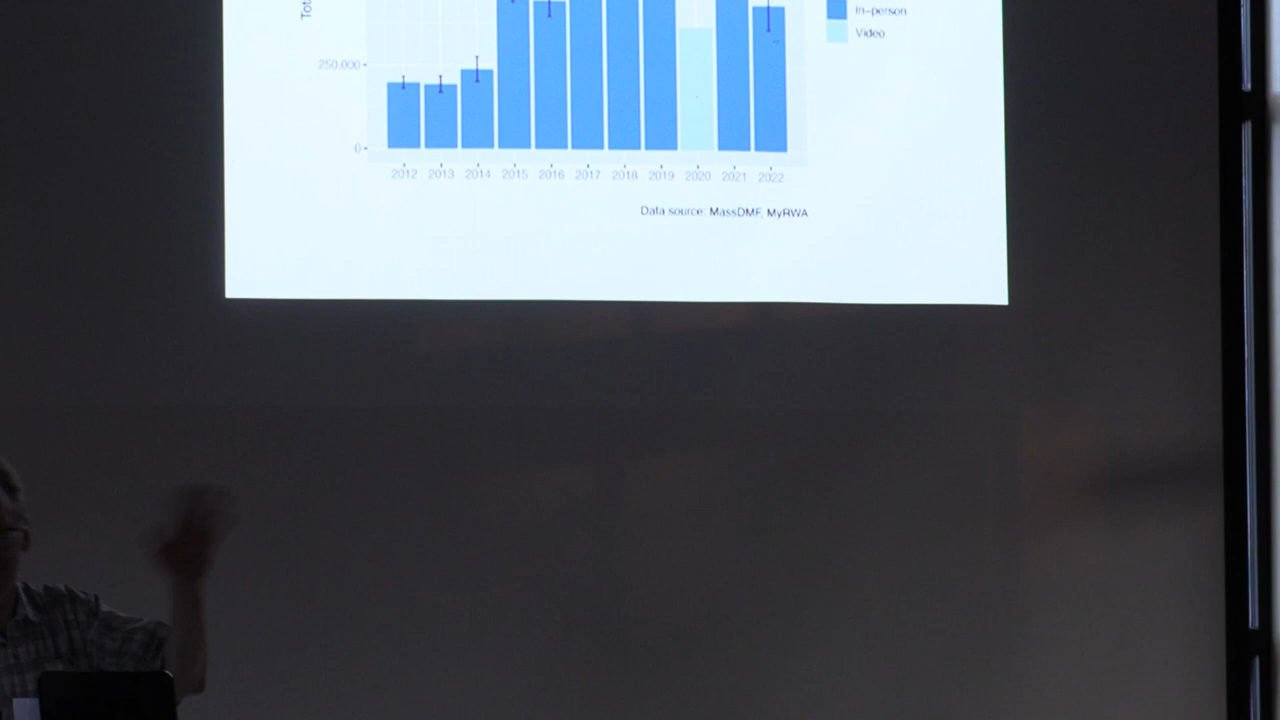 Tot
In-person
Video
250,000
0
2012 2013 2014 2015 2016 2017 2018 2019 2020 2021 2022
Data source: MassDMF, MyRWA